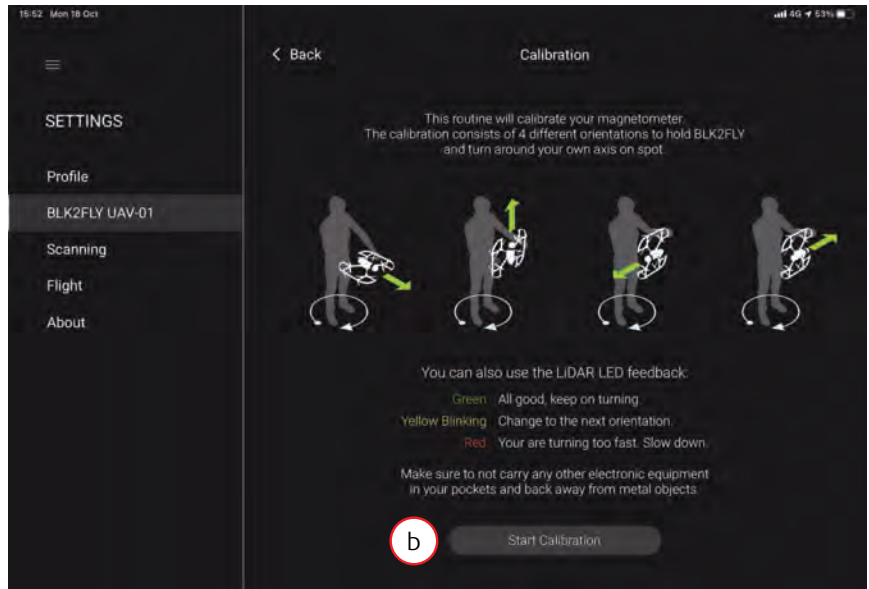 15:52 Mon 18 Oct
4G 53%
Back
Calibration
SETTINGS
Profile
BLK2FLY UAV-01
Scanning
Flight
About
This routine will calibrate your magnetometer.
The calibration consists of 4 different orientations to hold BLK2FLY
and turn around your own axis on spot.
You can also use the LiDAR LED feedback:
Green All good, keep on turning.
Yellow Blinking Change to the next orientation.
Red Your are turning too fast. Slow down.
Make sure to not carry any other electronic equipment
in your pockets and back away from metal objects.
b
Start Calibration